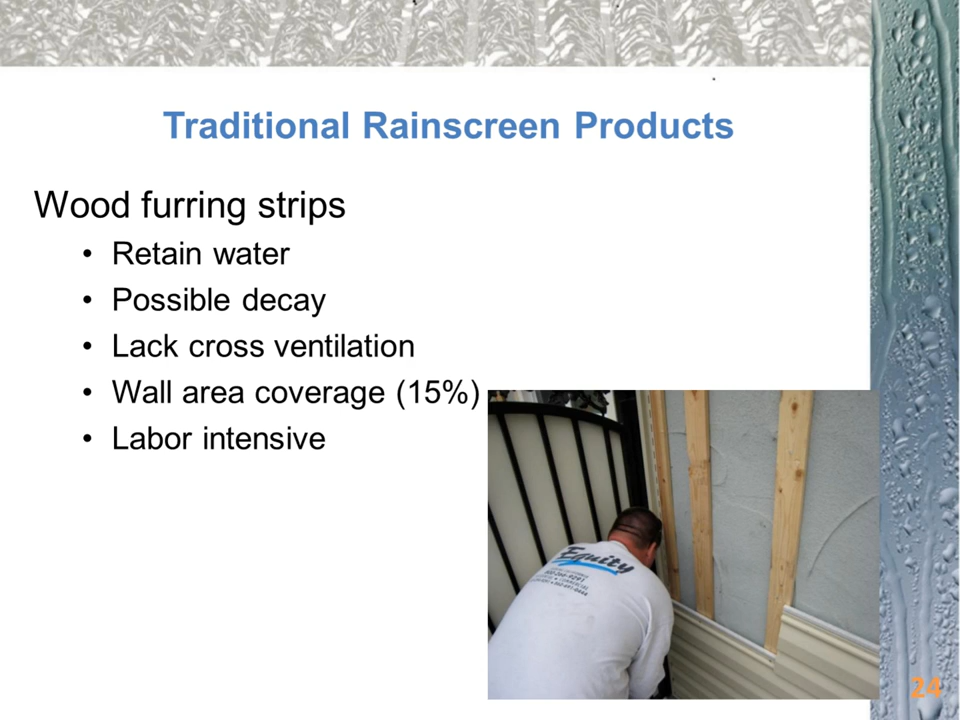 Traditional Rainscreen Products
Wood furring strips
• Retain water
• Possible decay
• Lack cross ventilation
• Wall area coverage (15%)
• Labor intensive
Equity
24